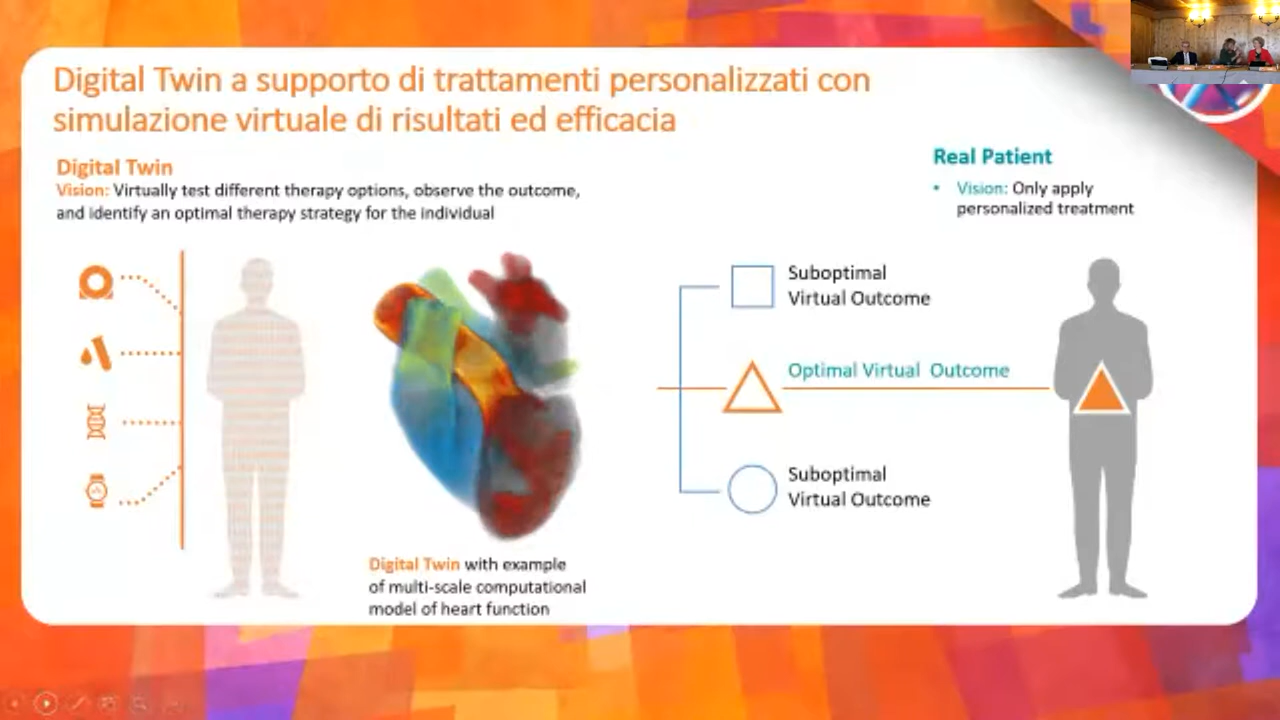 Digital Twin a supporto di trattamenti personalizzati con
simulazione virtuale di risultati ed efficacia
Digital Twin
Vision: Virtually test different therapy options, observe the outcome,
and identify an optimal therapy strategy for the individual
Real Patient
• Vision: Only apply
personalized treatment
Suboptimal
Virtual Outcome
Optimal Virtual Outcome
Suboptimal
Virtual Outcome
Digital Twin with example
of multi-scale computational
model of heart function